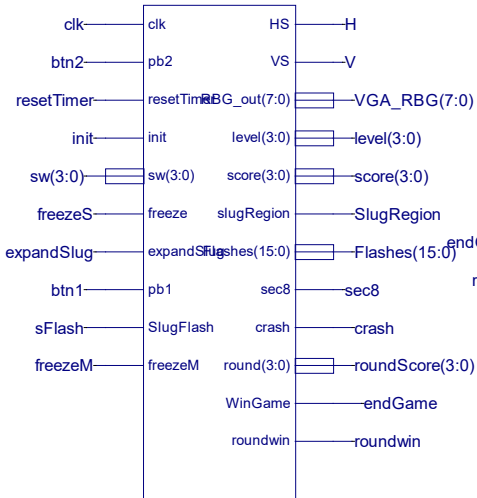 clk clk HS H
btn2 pb2 VS V
resetTimer resetTimer RBG_out(7:0) VGA_RBG(7:0)
init init level(3:0) level(3:0)
sw(3:0) sw(3:0) score(3:0) score(3:0)
freezeS freeze slugRegion SlugRegion
expandSlug expandSlug Flashes(15:0) Flashes(15:0)
btn1 pb1 sec8 sec8
sFlash SlugFlash crash crash
freezeM freezeM round(3:0) roundScore(3:0)
WinGame endGame
roundwin roundwin